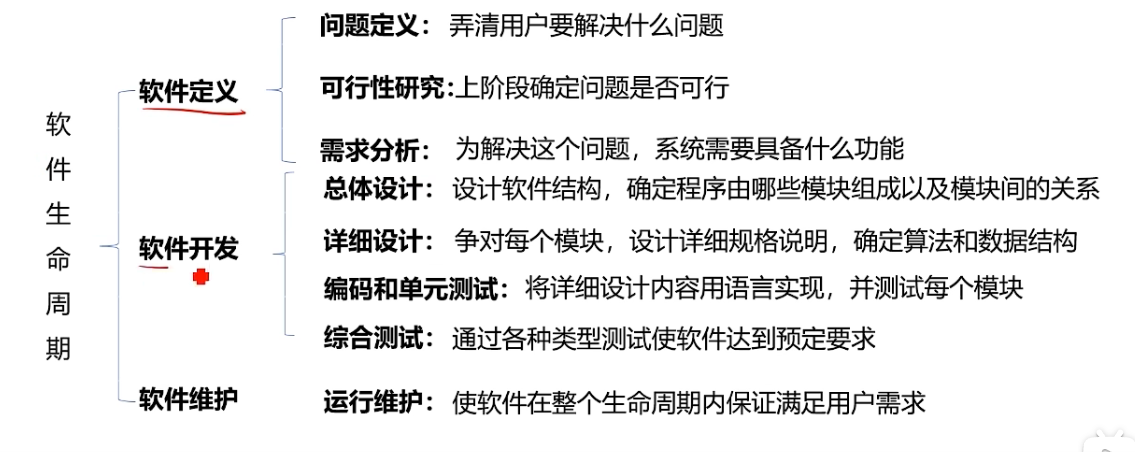 软件生命周期
软件定义
问题定义：弄清用户要解决什么问题
可行性研究：上阶段确定问题是否可行
需求分析：为解决这个问题，系统需要具备什么功能
软件开发
总体设计：设计软件结构，确定程序由哪些模块组成以及模块间的关系
详细设计：争对每个模块，设计详细规格说明，确定算法和数据结构
编码和单元测试：将详细设计内容用语言实现，并测试每个模块
综合测试：通过各种类型测试使软件达到预定要求
软件维护
运行维护：使软件在整个生命周期内保证满足用户需求